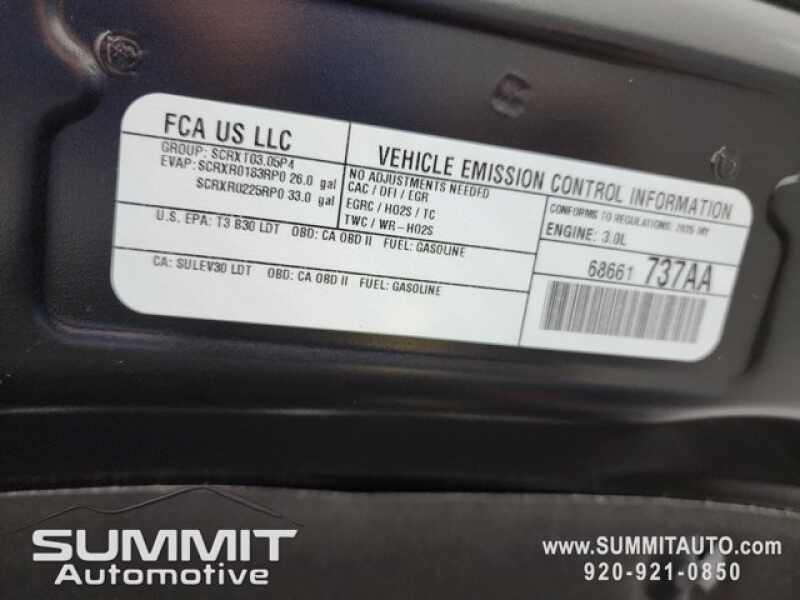 FCA US LLC
GROUP: SCRXT03.05P4
EVAP: SCRXR0183RP0 26.0 gal
SCRXR0225RP0 33.0 gal
VEHICLE EMISSION CONTROL INFORMATION
NO ADJUSTMENTS NEEDED
CAC / DFI / EGR
EGRC / HO2S / TC
TWC / WR-HO2S
CONFORMS TO REGULATIONS: 2025 MY
ENGINE: 3.0L
U.S. EPA: T3 B30 LDT OBD: CA OBD II FUEL: GASOLINE
CA: SULEV30 LDT OBD: CA OBD II FUEL: GASOLINE
68661 737AA
SUMMIT
Automotive
www.SUMMITAUTO.com
920-921-0850